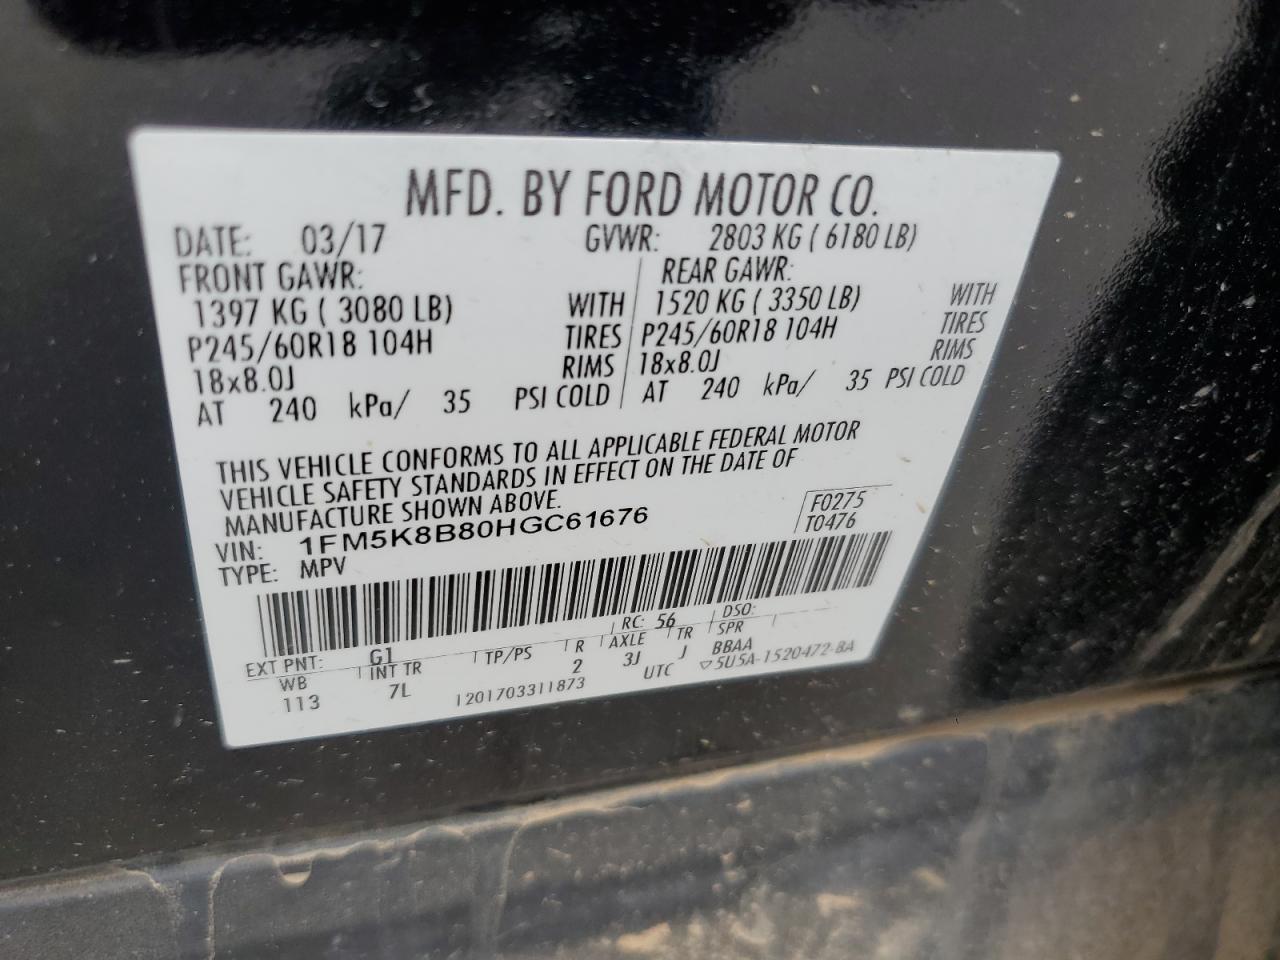 MFD. BY FORD MOTOR CO.
DATE: 03/17 GVWR: 2803 KG ( 6180 LB)
FRONT GAWR: REAR GAWR:
1397 KG ( 3080 LB) WITH 1520 KG ( 3350 LB) WITH
P245/60R18 104H TIRES P245/60R18 104H TIRES
18x8.0J RIMS 18x8.0J RIMS
AT 240 kPa/ 35 PSI COLD AT 240 kPa/ 35 PSI COLD
THIS VEHICLE CONFORMS TO ALL APPLICABLE FEDERAL MOTOR
VEHICLE SAFETY STANDARDS IN EFFECT ON THE DATE OF
MANUFACTURE SHOWN ABOVE.
F0275
VIN: 1FM5K8B80HGC61676 T0476
TYPE: MPV
EXT PNT: G1 RC: 56 DSO:
WB INT TR TP/PS R AXLE TR SPR
113 7L 2 3J J BBAA
1201703311873 UTC ▽5U5A-1520472-BA